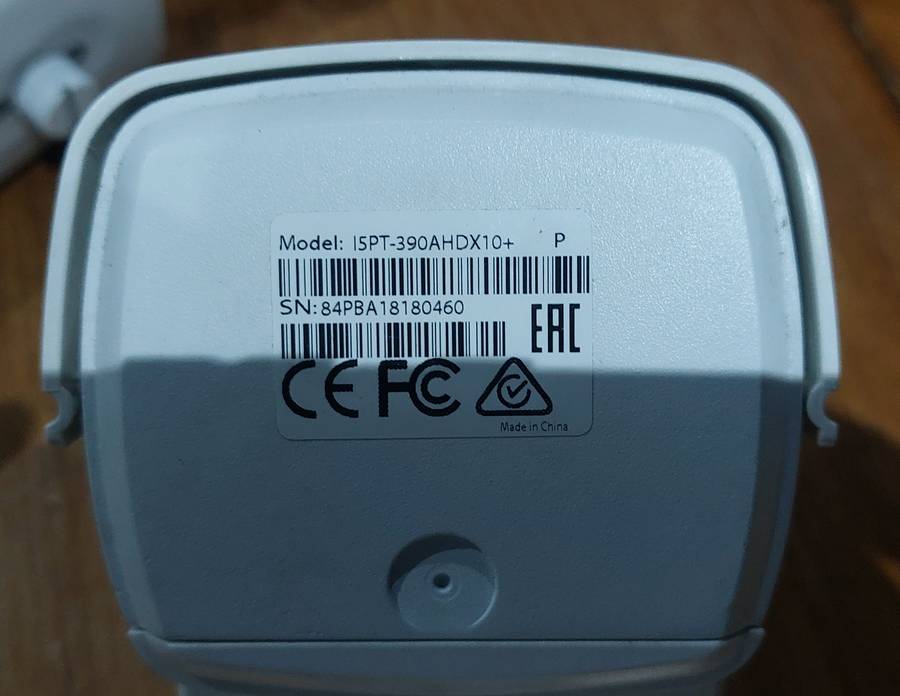 Model: I5PT-390AHDX10+ P
SN: 84PBA18180460
EAC
CE FC
Made in China